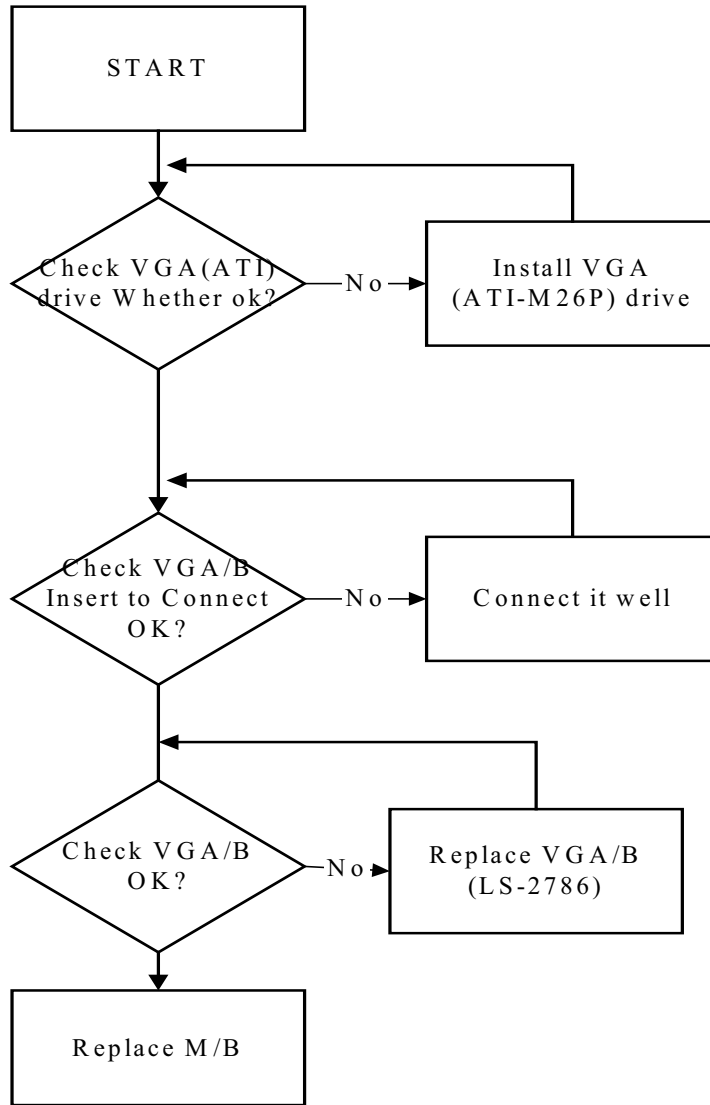 START
Check VGA(ATI)
drive Whether ok?
No
Install VGA
(ATI-M26P) drive
Check VGA/B
Insert to Connect
OK?
No
Connect it well
Check VGA/B
OK?
No
Replace VGA/B
(LS-2786)
Replace M/B